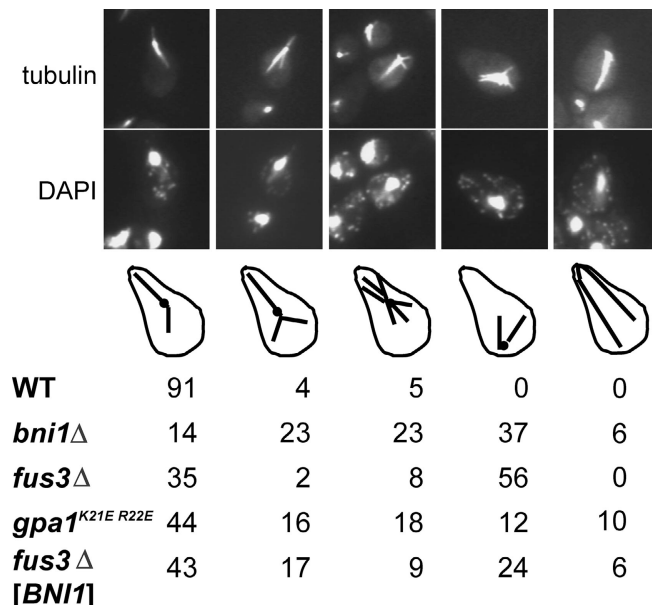 tubulin
DAPI
WT 91 4 5 0 0
bni1Δ 14 23 23 37 6
fus3Δ 35 2 8 56 0
gpa1K21E R22E 44 16 18 12 10
fus3Δ 43 17 9 24 6
[BNI1]